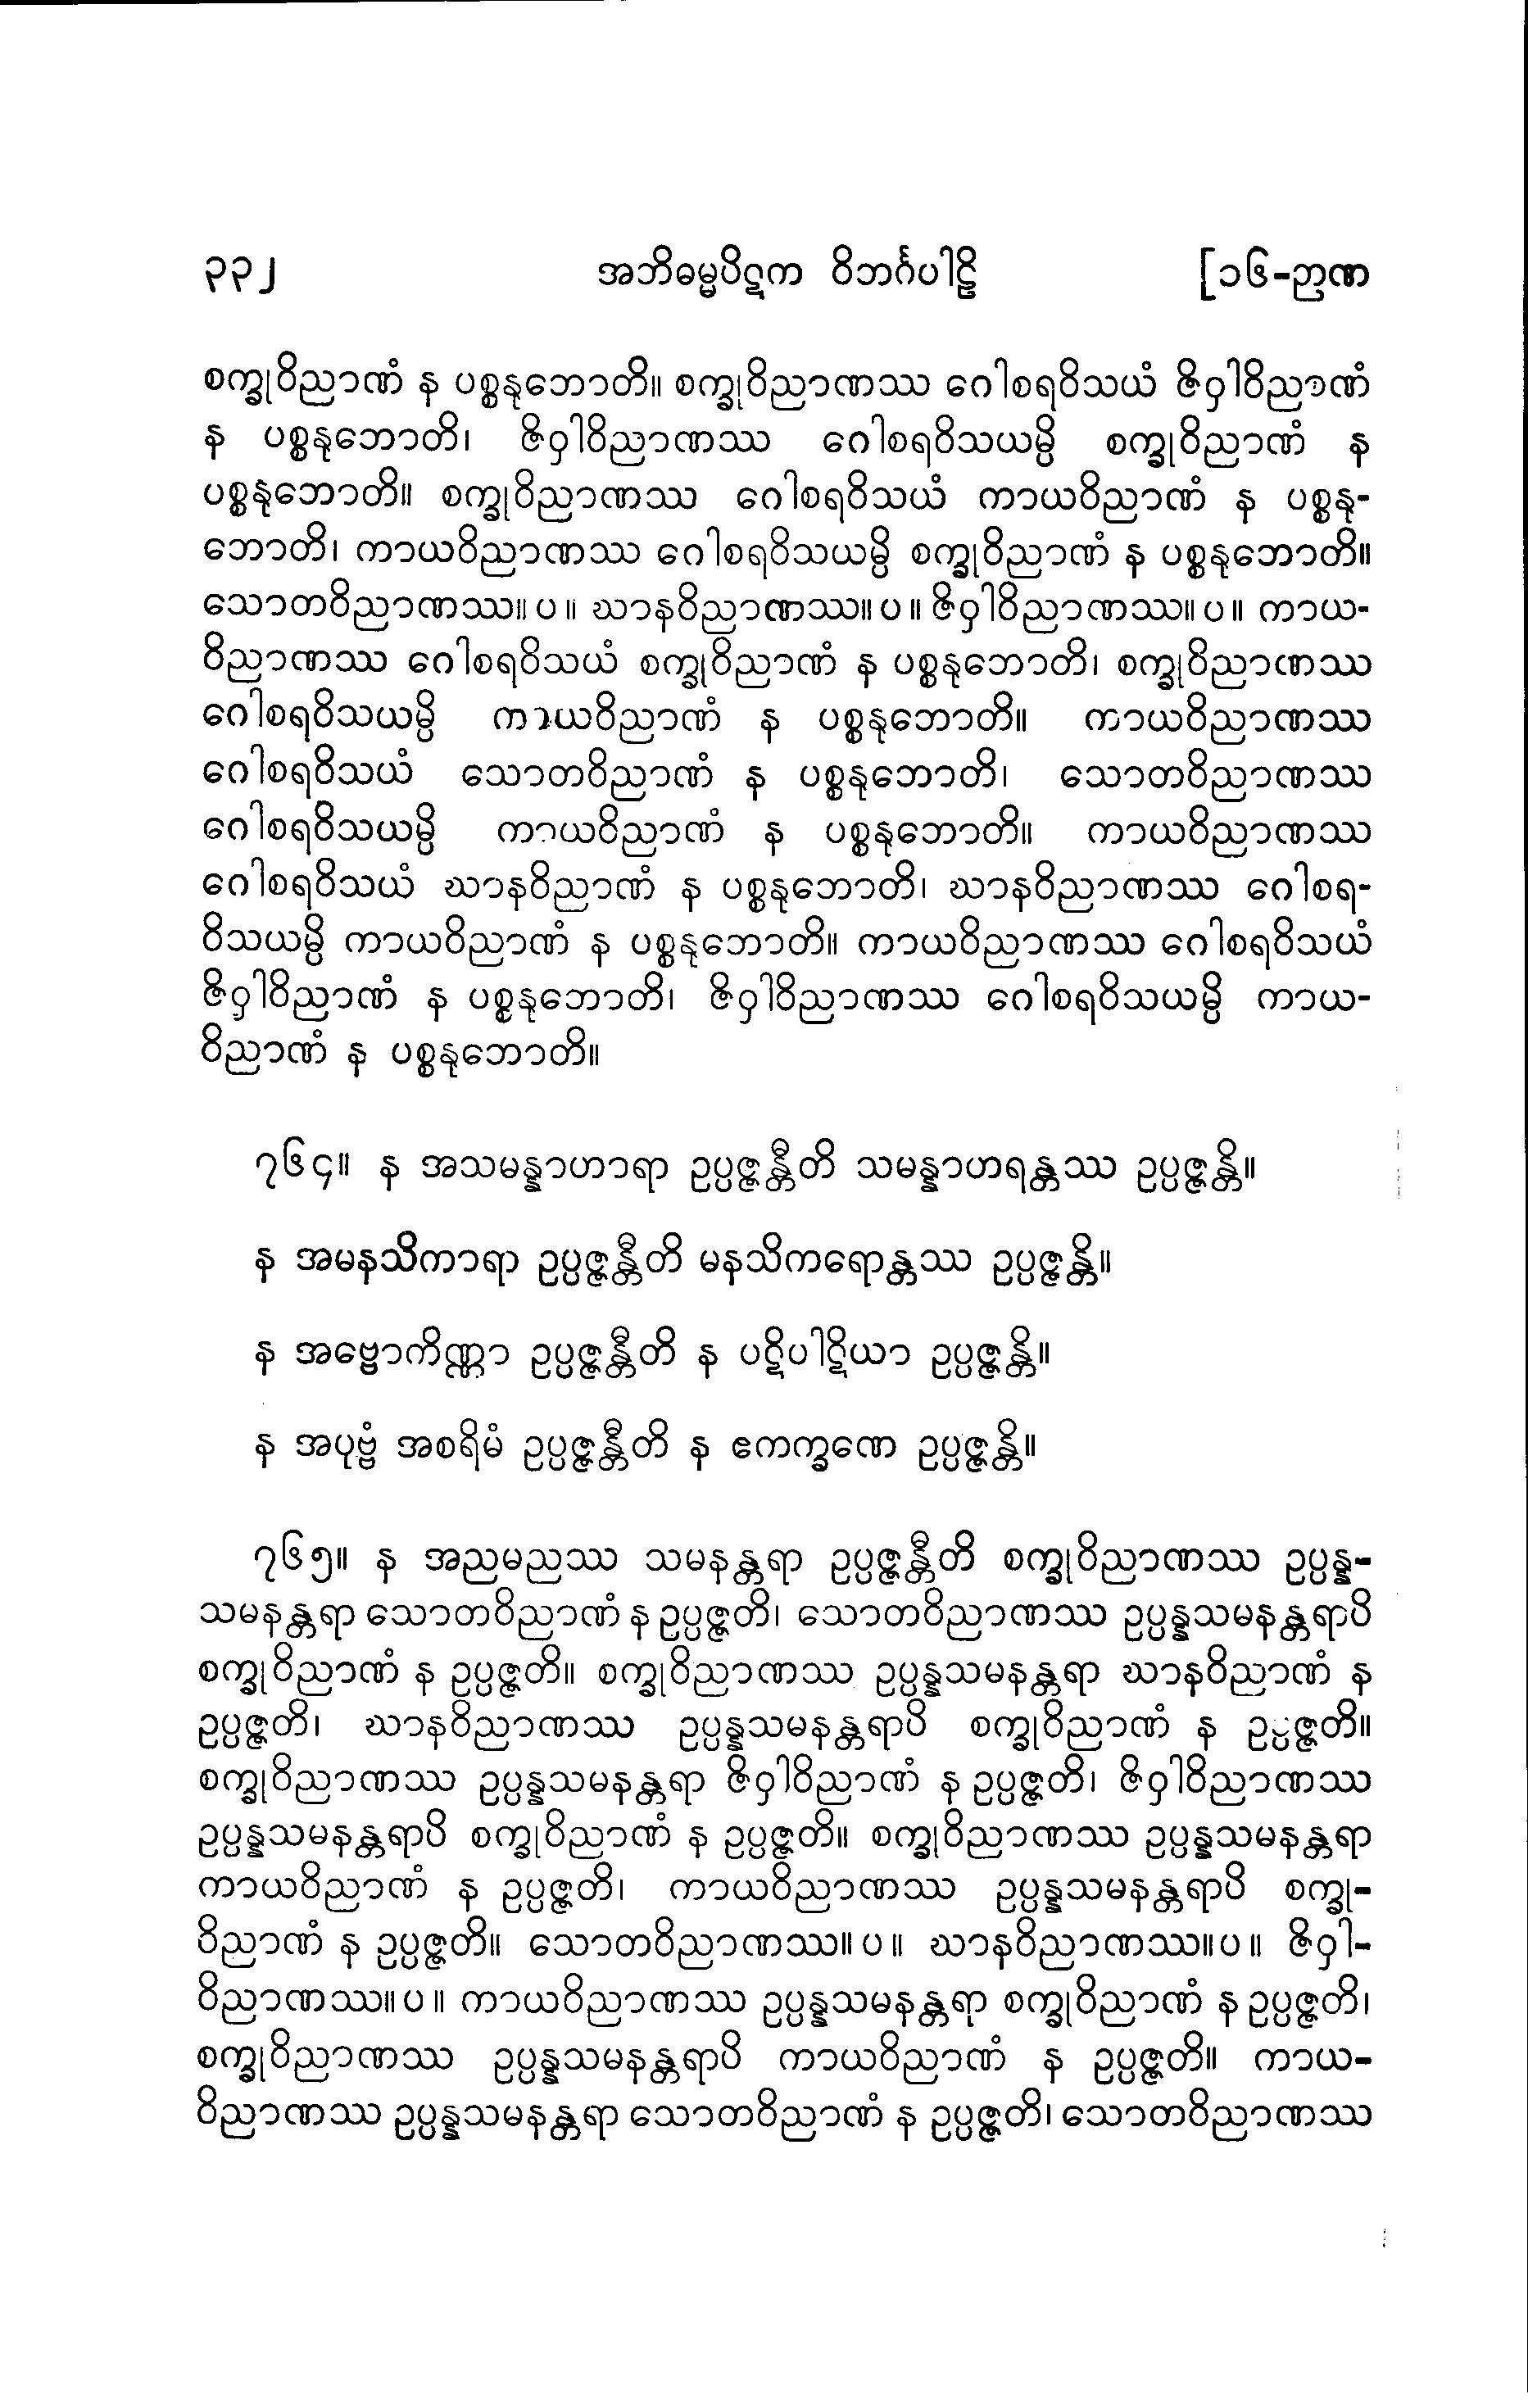 ၃၃၂ အဘိဓမ္မပိဋက ဝိဘင်္ဂပါဠိ [၁၆-ဉာဏ
စက္ခုဝိညာဏံ န ပစ္စနုဘောတိ။ စက္ခုဝိညာဏဿ ဂေါစရဝိသယံ ဇိဝှါဝိညာဏံ
န ပစ္စနုဘောတိ၊ ဇိဝှါဝိညာဏဿ ဂေါစရဝိသယမ္ပိ စက္ခုဝိညာဏံ န
ပစ္စနုဘောတိ။ စက္ခုဝိညာဏဿ ဂေါစရဝိသယံ ကာယဝိညာဏံ န ပစ္စနု-
ဘောတိ၊ ကာယဝိညာဏဿ ဂေါစရဝိသယမ္ပိ စက္ခုဝိညာဏံ န ပစ္စနုဘောတိ။
သောတဝိညာဏဿ။ ပ ။ ဃာနဝိညာဏဿ။ ပ ။ ဇိဝှါဝိညာဏဿ။ ပ ။ ကာယ-
ဝိညာဏဿ ဂေါစရဝိသယံ စက္ခုဝိညာဏံ န ပစ္စနုဘောတိ၊ စက္ခုဝိညာဏဿ
ဂေါစရဝိသယမ္ပိ ကာယဝိညာဏံ န ပစ္စနုဘောတိ။ ကာယဝိညာဏဿ
ဂေါစရဝိသယံ သောတဝိညာဏံ န ပစ္စနုဘောတိ၊ သောတဝိညာဏဿ
ဂေါစရဝိသယမ္ပိ ကာယဝိညာဏံ န ပစ္စနုဘောတိ။ ကာယဝိညာဏဿ
ဂေါစရဝိသယံ ဃာနဝိညာဏံ န ပစ္စနုဘောတိ၊ ဃာနဝိညာဏဿ ဂေါစရ-
ဝိသယမ္ပိ ကာယဝိညာဏံ န ပစ္စနုဘောတိ။ ကာယဝိညာဏဿ ဂေါစရဝိသယံ
ဇိဝှါဝိညာဏံ န ပစ္စနုဘောတိ၊ ဇိဝှါဝိညာဏဿ ဂေါစရဝိသယမ္ပိ ကာယ-
ဝိညာဏံ န ပစ္စနုဘောတိ။
၇၆၄။ န အသမန္နာဟာရာ ဥပ္ပဇ္ဇန္တီတိ သမန္နာဟရန္တဿ ဥပ္ပဇ္ဇန္တိ။
န အမနသိကာရာ ဥပ္ပဇ္ဇန္တီတိ မနသိကရောန္တဿ ဥပ္ပဇ္ဇန္တိ။
န အဗ္ဗောကိဏ္ဏာ ဥပ္ပဇ္ဇန္တီတိ န ပဋိပါဋိယာ ဥပ္ပဇ္ဇန္တိ။
န အပုဗ္ဗံ အစရိမံ ဥပ္ပဇ္ဇန္တီတိ န ဧကက္ခဏေ ဥပ္ပဇ္ဇန္တိ။
၇၆၅။ န အညမညဿ သမနန္တရာ ဥပ္ပဇ္ဇန္တီတိ စက္ခုဝိညာဏဿ ဥပ္ပန္န-
သမနန္တရာ သောတဝိညာဏံ န ဥပ္ပဇ္ဇတိ၊ သောတဝိညာဏဿ ဥပ္ပန္နသမနန္တရာပိ
စက္ခုဝိညာဏံ န ဥပ္ပဇ္ဇတိ။ စက္ခုဝိညာဏဿ ဥပ္ပန္နသမနန္တရာ ဃာနဝိညာဏံ န
ဥပ္ပဇ္ဇတိ၊ ဃာနဝိညာဏဿ ဥပ္ပန္နသမနန္တရာပိ စက္ခုဝိညာဏံ န ဥပ္ပဇ္ဇတိ။
စက္ခုဝိညာဏဿ ဥပ္ပန္နသမနန္တရာ ဇိဝှါဝိညာဏံ န ဥပ္ပဇ္ဇတိ၊ ဇိဝှါဝိညာဏဿ
ဥပ္ပန္နသမနန္တရာပိ စက္ခုဝိညာဏံ န ဥပ္ပဇ္ဇတိ။ စက္ခုဝိညာဏဿ ဥပ္ပန္နသမနန္တရာ
ကာယဝိညာဏံ န ဥပ္ပဇ္ဇတိ၊ ကာယဝိညာဏဿ ဥပ္ပန္နသမနန္တရာပိ စက္ခု-
ဝိညာဏံ န ဥပ္ပဇ္ဇတိ။ သောတဝိညာဏဿ။ ပ ။ ဃာနဝိညာဏဿ။ပ။ ဇိဝှါ-
ဝိညာဏဿ။ ပ ။ ကာယဝိညာဏဿ ဥပ္ပန္နသမနန္တရာ စက္ခုဝိညာဏံ န ဥပ္ပဇ္ဇတိ၊
စက္ခုဝိညာဏဿ ဥပ္ပန္နသမနန္တရာပိ ကာယဝိညာဏံ န ဥပ္ပဇ္ဇတိ။ ကာယ-
ဝိညာဏဿ ဥပ္ပန္နသမနန္တရာ သောတဝိညာဏံ န ဥပ္ပဇ္ဇတိ၊ သောတဝိညာဏဿ